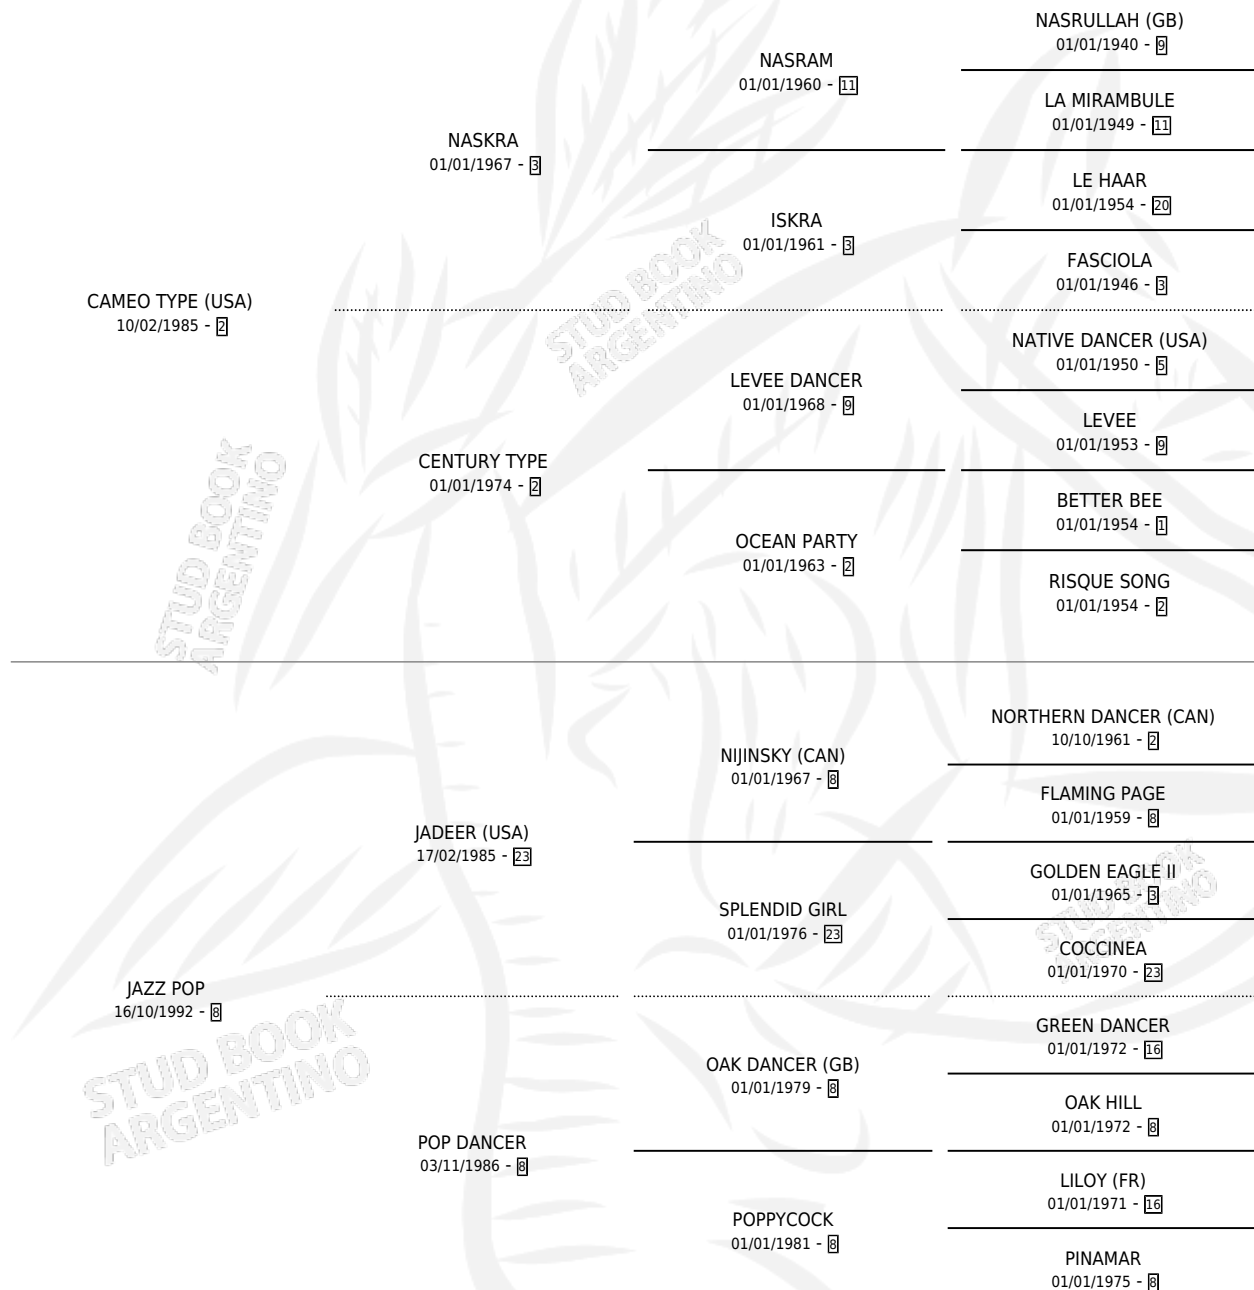 NASRULLAH (GB)
01/01/1940 - 9
NASRAM
01/01/1960 - 11
LA MIRAMBULE
01/01/1949 - 11
NASKRA
01/01/1967 - 3
LE HAAR
01/01/1954 - 20
ISKRA
01/01/1961 - 3
FASCIOLA
01/01/1946 - 3
CAMEO TYPE (USA)
10/02/1985 - 2
NATIVE DANCER (USA)
01/01/1950 - 5
LEVEE DANCER
01/01/1968 - 9
LEVEE
01/01/1953 - 9
CENTURY TYPE
01/01/1974 - 2
BETTER BEE
01/01/1954 - 1
OCEAN PARTY
01/01/1963 - 2
RISQUE SONG
01/01/1954 - 2
NORTHERN DANCER (CAN)
10/10/1961 - 2
NIJINSKY (CAN)
01/01/1967 - 8
FLAMING PAGE
01/01/1959 - 8
JADEER (USA)
17/02/1985 - 23
GOLDEN EAGLE II
01/01/1965 - 3
SPLENDID GIRL
01/01/1976 - 23
COCCINEA
01/01/1970 - 23
JAZZ POP
16/10/1992 - 8
GREEN DANCER
01/01/1972 - 16
OAK DANCER (GB)
01/01/1979 - 8
OAK HILL
01/01/1972 - 8
POP DANCER
03/11/1986 - 8
LILOY (FR)
01/01/1971 - 16
POPPYCOCK
01/01/1981 - 8
PINAMAR
01/01/1975 - 8
STUD BOOK
ARGENTINO
STUD BOOK
ARGENTINO
STUD BOOK
ARGENTINO
STUD BOOK
ARGENTINO